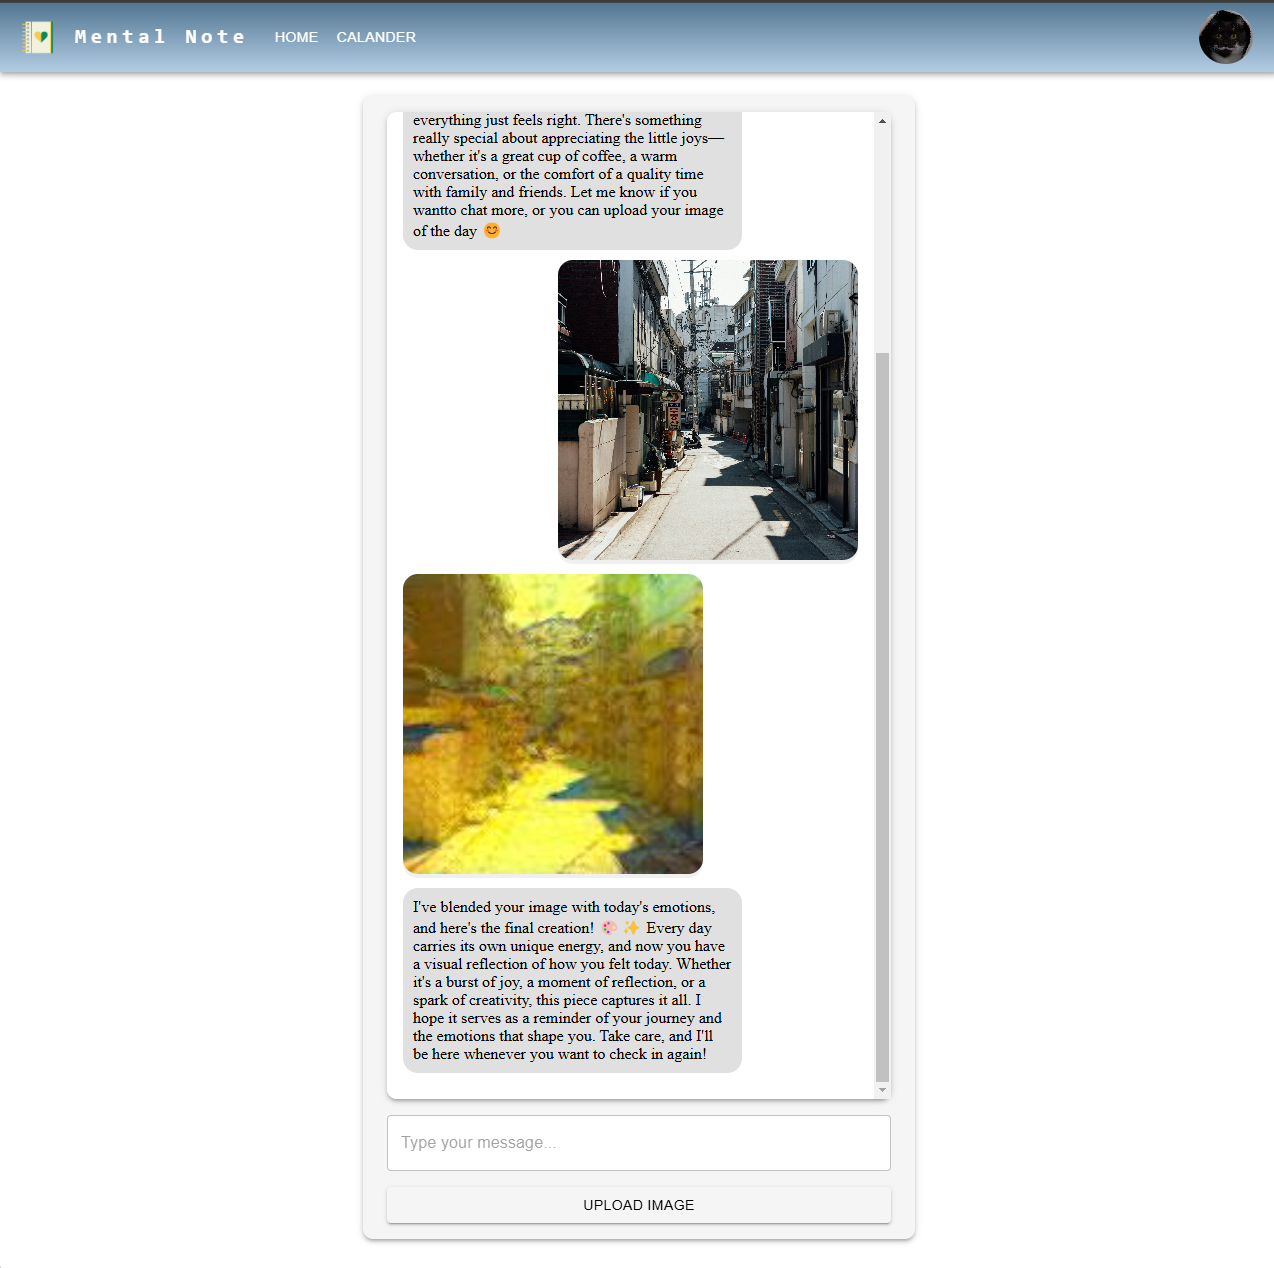 Mental Note
HOME
CALANDER
everything just feels right. There's something
really special about appreciating the little joys—
whether it's a great cup of coffee, a warm
conversation, or the comfort of a quality time
with family and friends. Let me know if you
wantto chat more, or you can upload your image
of the day 😊
I've blended your image with today's emotions,
and here's the final creation! 🎨 ✨ Every day
carries its own unique energy, and now you have
a visual reflection of how you felt today. Whether
it's a burst of joy, a moment of reflection, or a
spark of creativity, this piece captures it all. I
hope it serves as a reminder of your journey and
the emotions that shape you. Take care, and I'll
be here whenever you want to check in again!
Type your message...
UPLOAD IMAGE